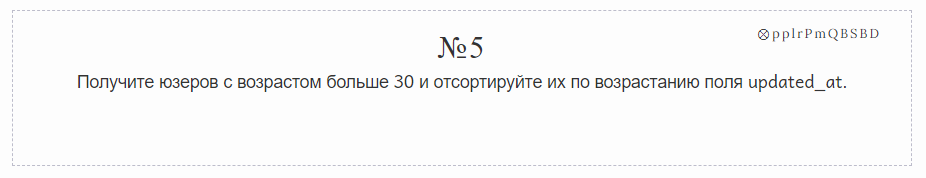 ⊗pplrPmQBSBD
№5
Получите юзеров с возрастом больше 30 и отсортируйте их по возрастанию поля updated_at.